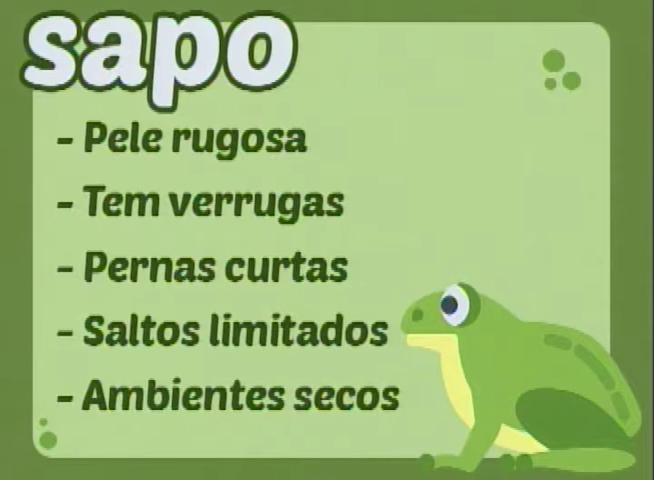 sapo
- Pele rugosa
- Tem verrugas
- Pernas curtas
- Saltos limitados
- Ambientes secos